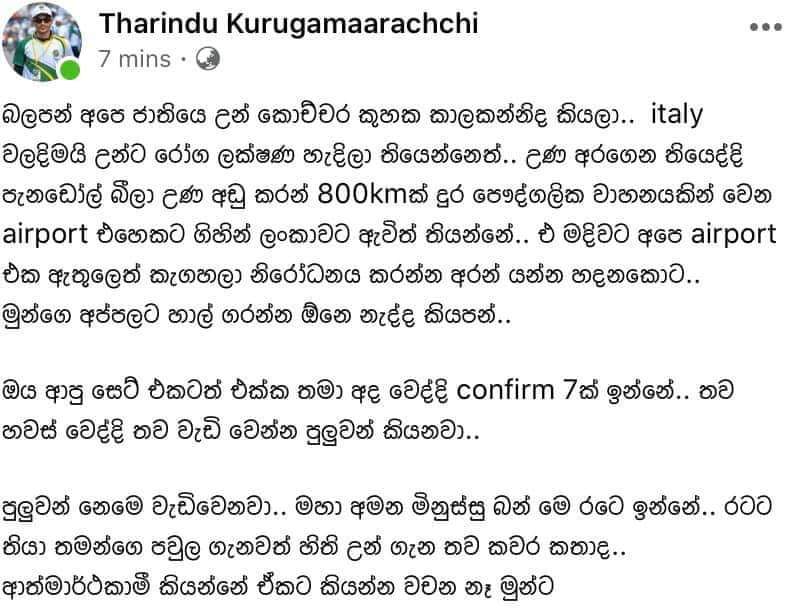 Tharindu Kurugamaarachchi
7 mins ·
බලපන් අපෙ ජාතියෙ උන් කොච්චර කුහක කාලකන්නිද කියලා.. italy
වලදිමයි උන්ට රෝග ලක්ෂණ හැදිලා තියෙන්නෙත්.. උණ අරගෙන තියෙද්දි
පැනඩෝල් බීලා උණ අඩු කරන් 800kmක් දුර පෞද්ගලික වාහනයකින් වෙන
airport එහෙකට ගිහින් ලංකාවට ඇවිත් තියන්නේ.. එ මදිවට අපෙ airport
එක ඇතුලෙත් කැගහලා නිරෝධනය කරන්න අරන් යන්න හදනකොට..
මුන්ගෙ අප්පලට හාල් ගරන්න ඕනෙ නැද්ද කියපන්..
ඔය ආපු සෙට් එකටත් එක්ක තමා අද වෙද්දි confirm 7ක් ඉන්නේ.. තව
හවස් වෙද්දි තව වැඩි වෙන්න පුලුවන් කියනවා..
පුලුවන් නෙමෙ වැඩිවෙනවා.. මහා අමන මිනුස්සු බන් මෙ රටෙ ඉන්නේ.. රටට
තියා තමන්ගෙ පවුල ගැනවත් හිති උන් ගැන තව කවර කතාද..
ආත්මාර්ථකාමී කියන්නේ ඒකට කියන්න වචන නෑ මුන්ට